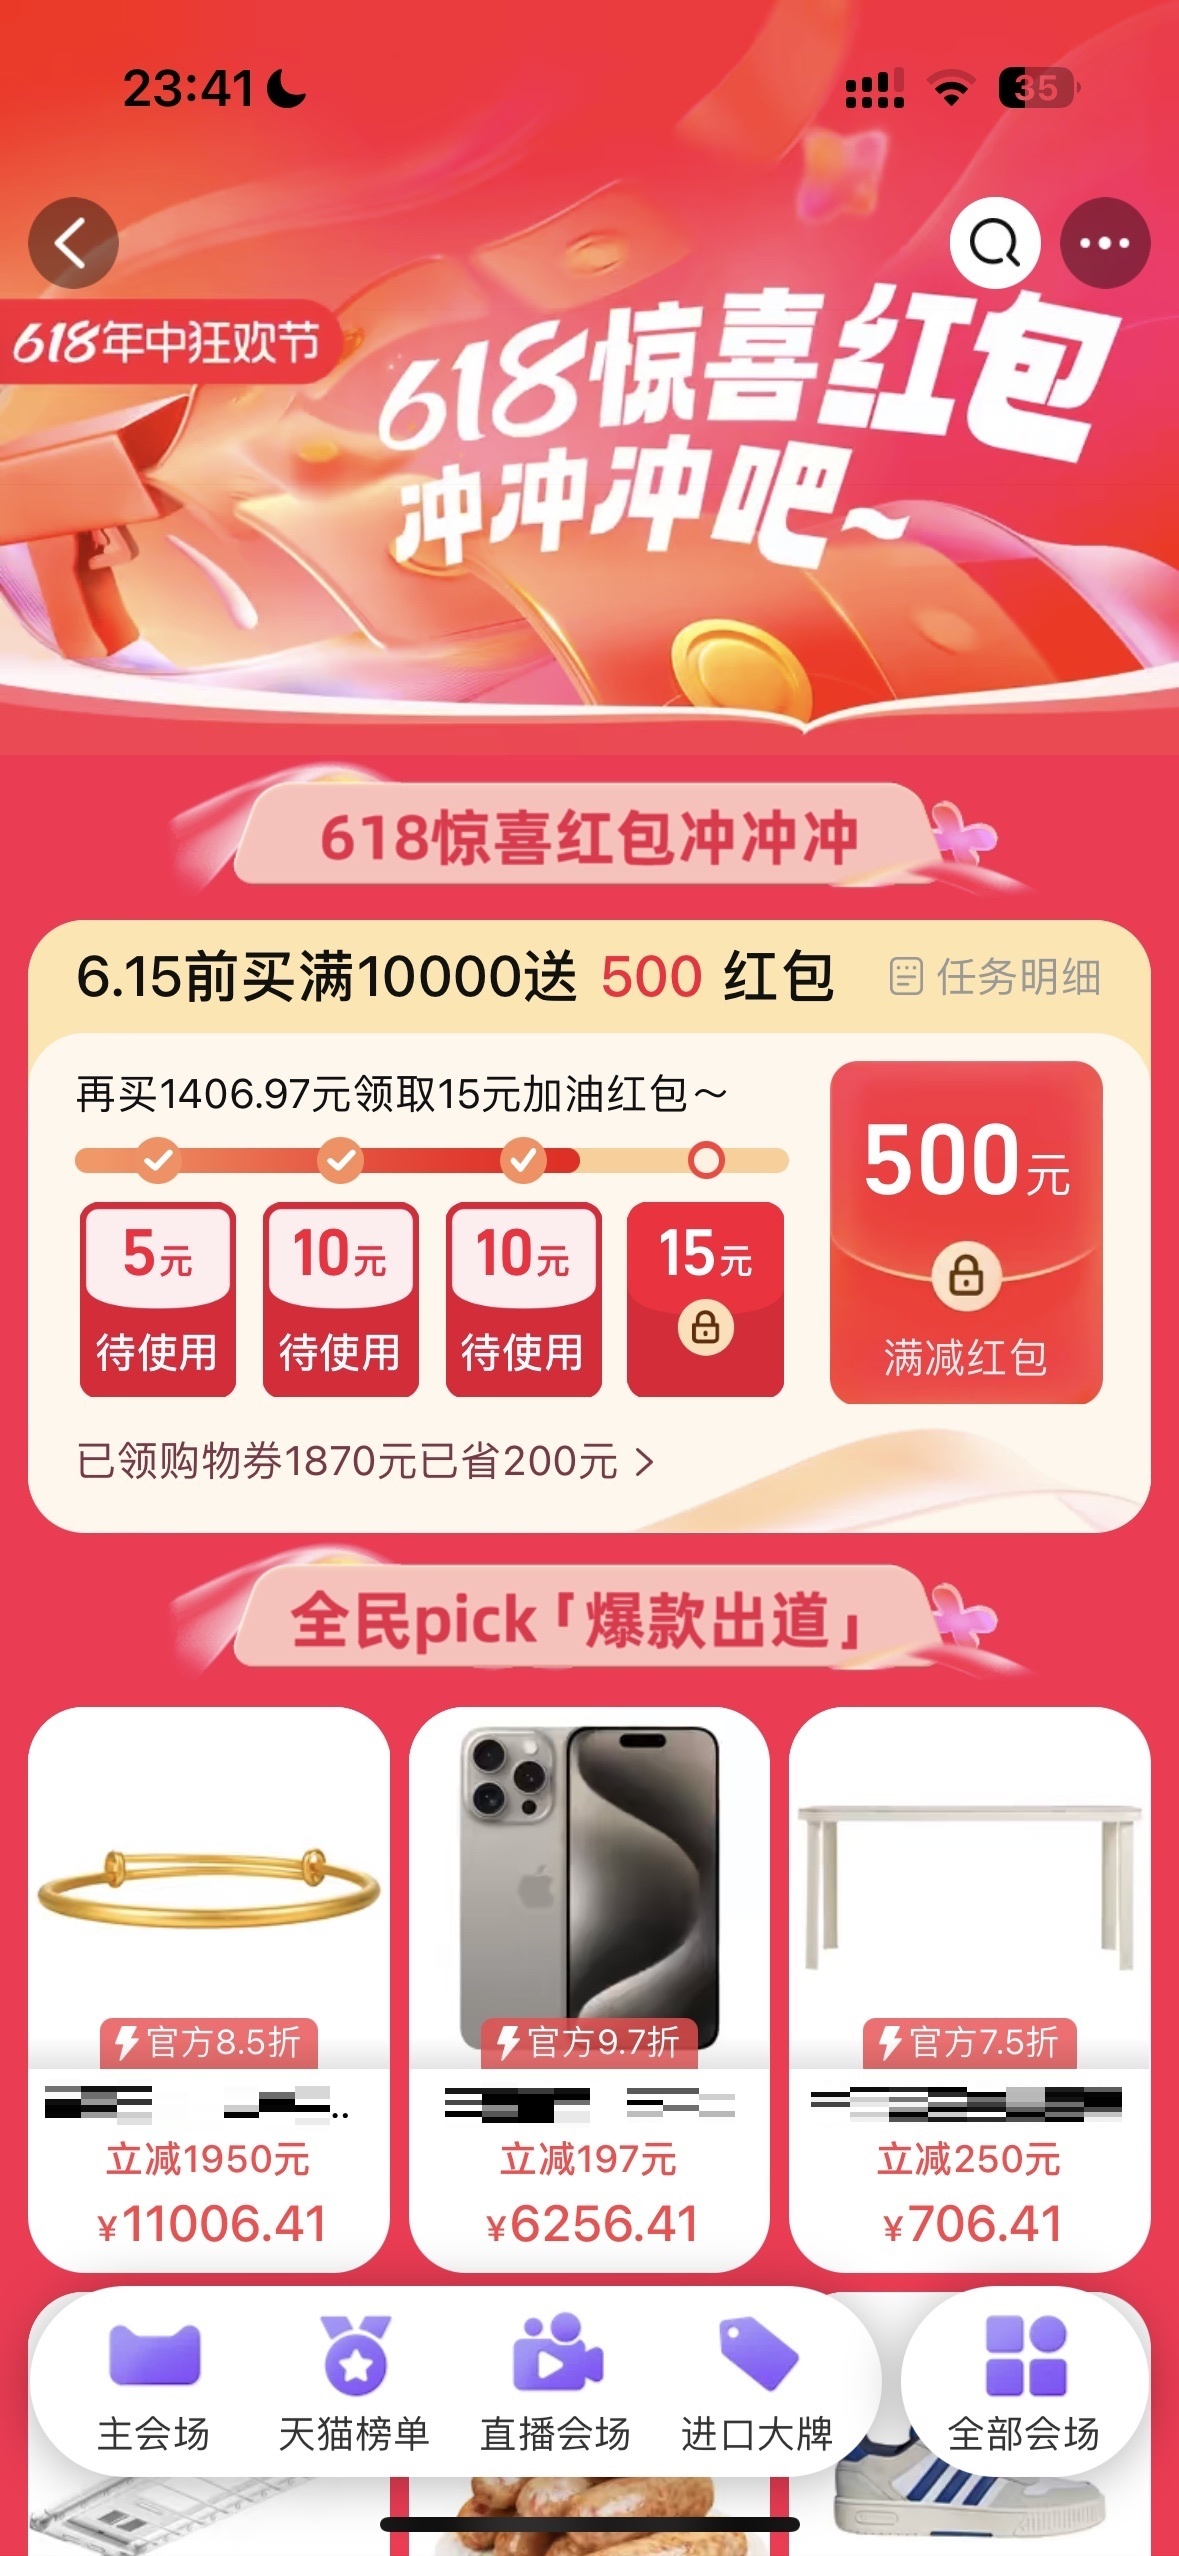 23:41
35
618年中狂欢节
618惊喜红包
冲冲冲吧~
618惊喜红包冲冲冲
6.15前买满10000送 500 红包
任务明细
再买1406.97元领取15元加油红包～
5元
待使用
10元
待使用
10元
待使用
15元
500元
满减红包
已领购物券1870元已省200元 >
全民pick「爆款出道」
官方8.5折
立减1950元
¥11006.41
官方9.7折
立减197元
¥6256.41
官方7.5折
立减250元
¥706.41
主会场
天猫榜单
直播会场
进口大牌
全部会场